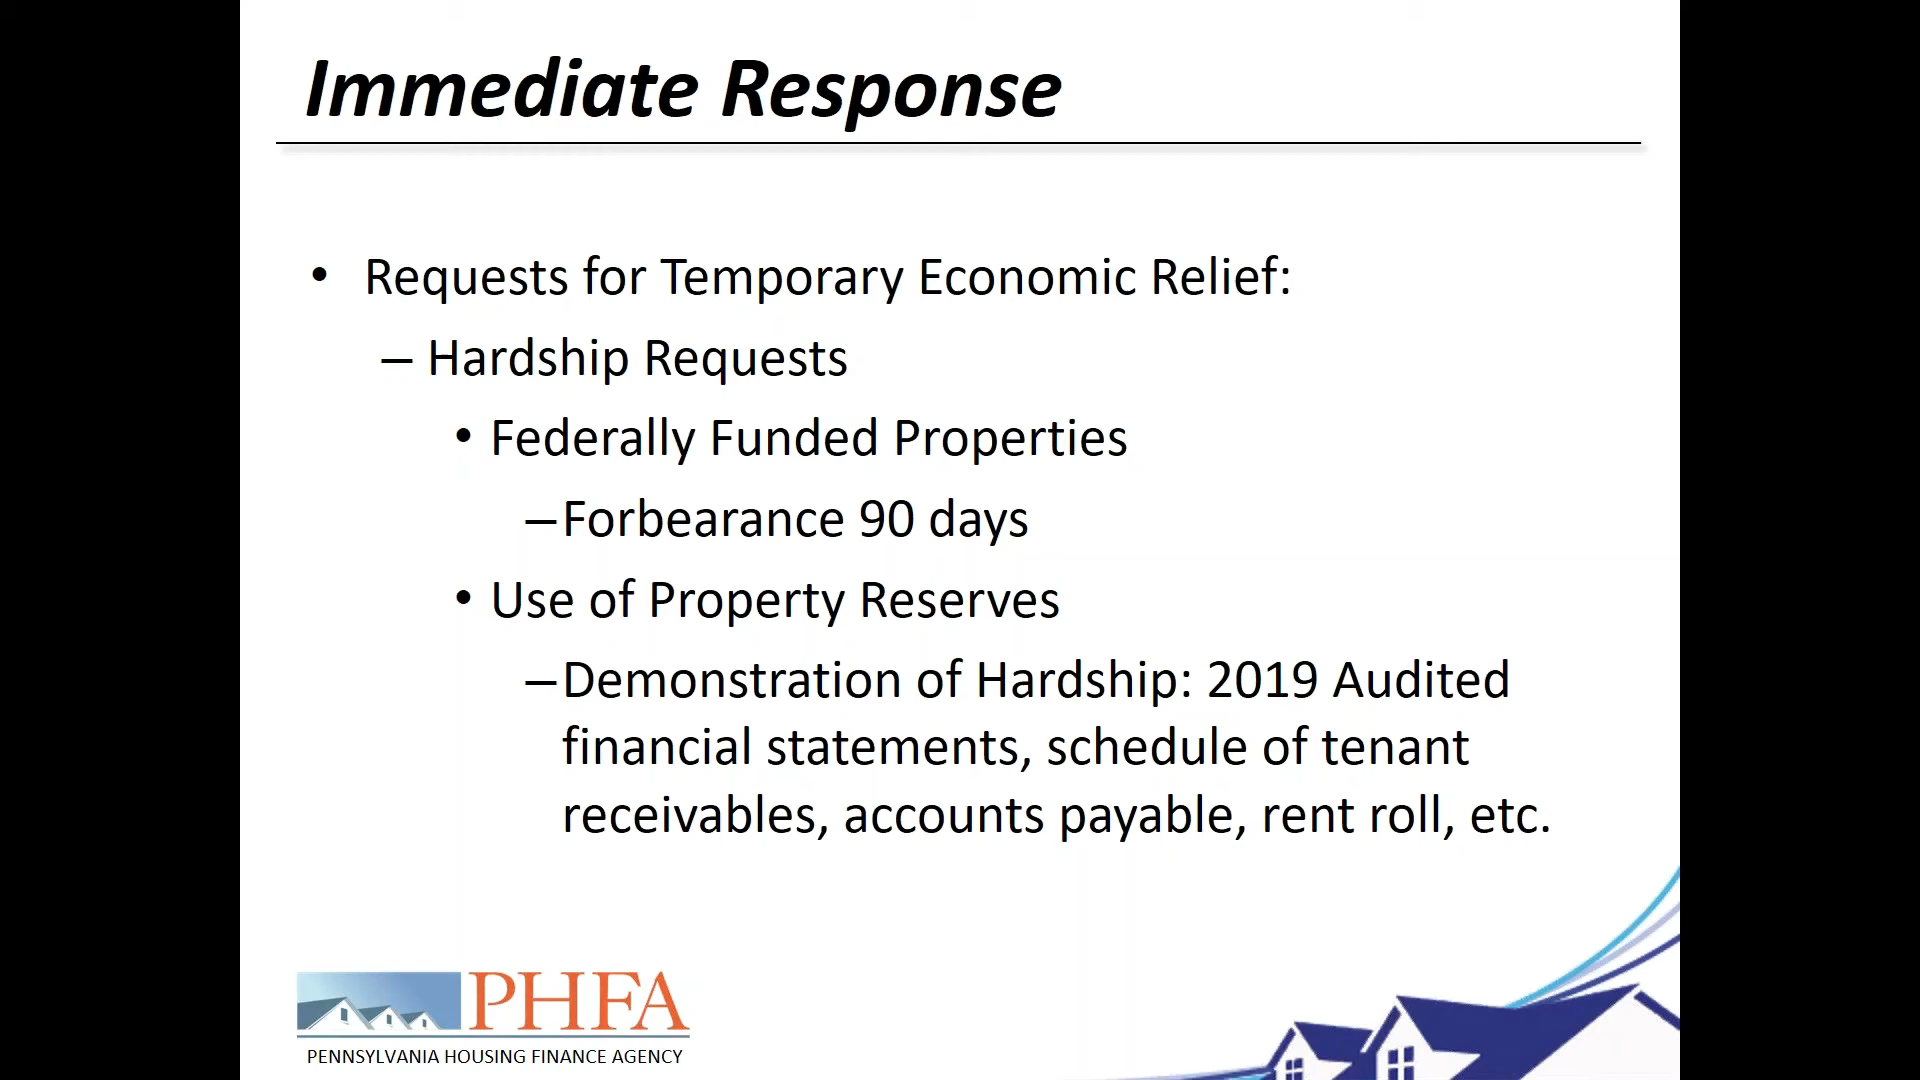 Immediate Response
• Requests for Temporary Economic Relief:
– Hardship Requests
• Federally Funded Properties
–Forbearance 90 days
• Use of Property Reserves
–Demonstration of Hardship: 2019 Audited
financial statements, schedule of tenant
receivables, accounts payable, rent roll, etc.
PHFA
PENNSYLVANIA HOUSING FINANCE AGENCY